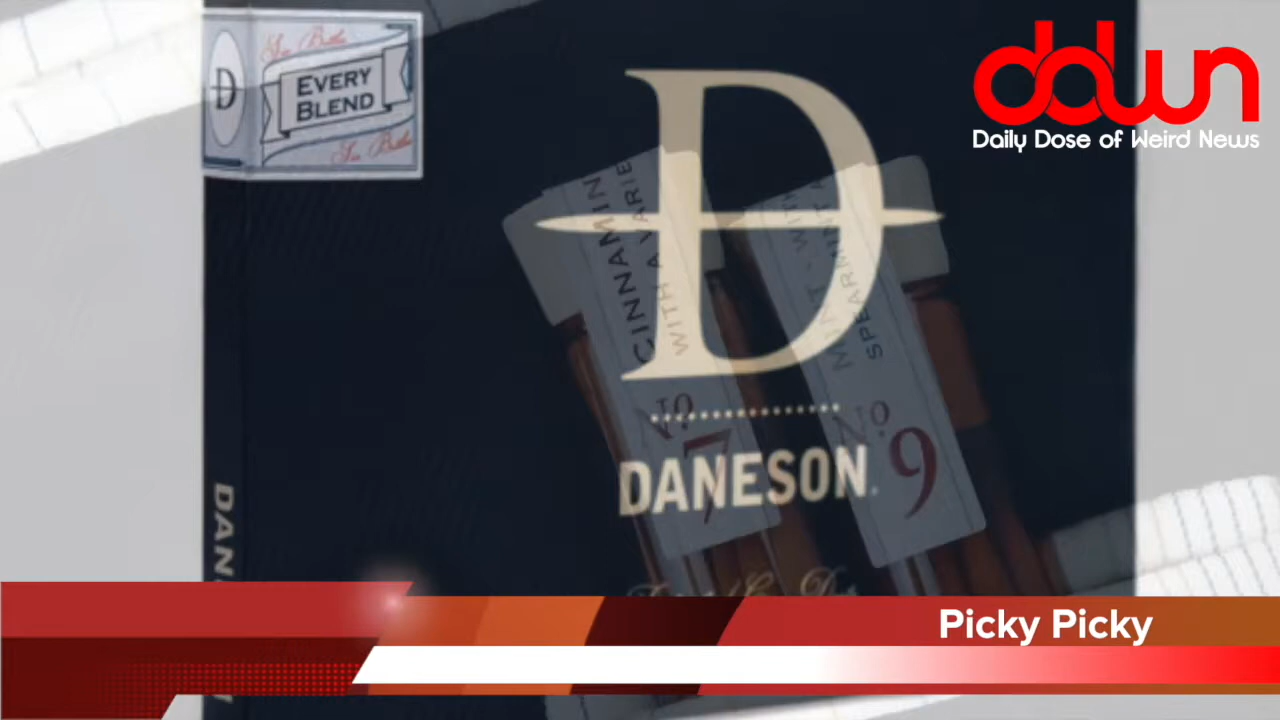 EVERY
BLEND
D
D
ddwn
Daily Dose of Weird News
CINNAMIN
WITH A VARIE
MINT · WITH
SPEARMINT
No.
7
No.
9
DANESON
DAN
Picky Picky